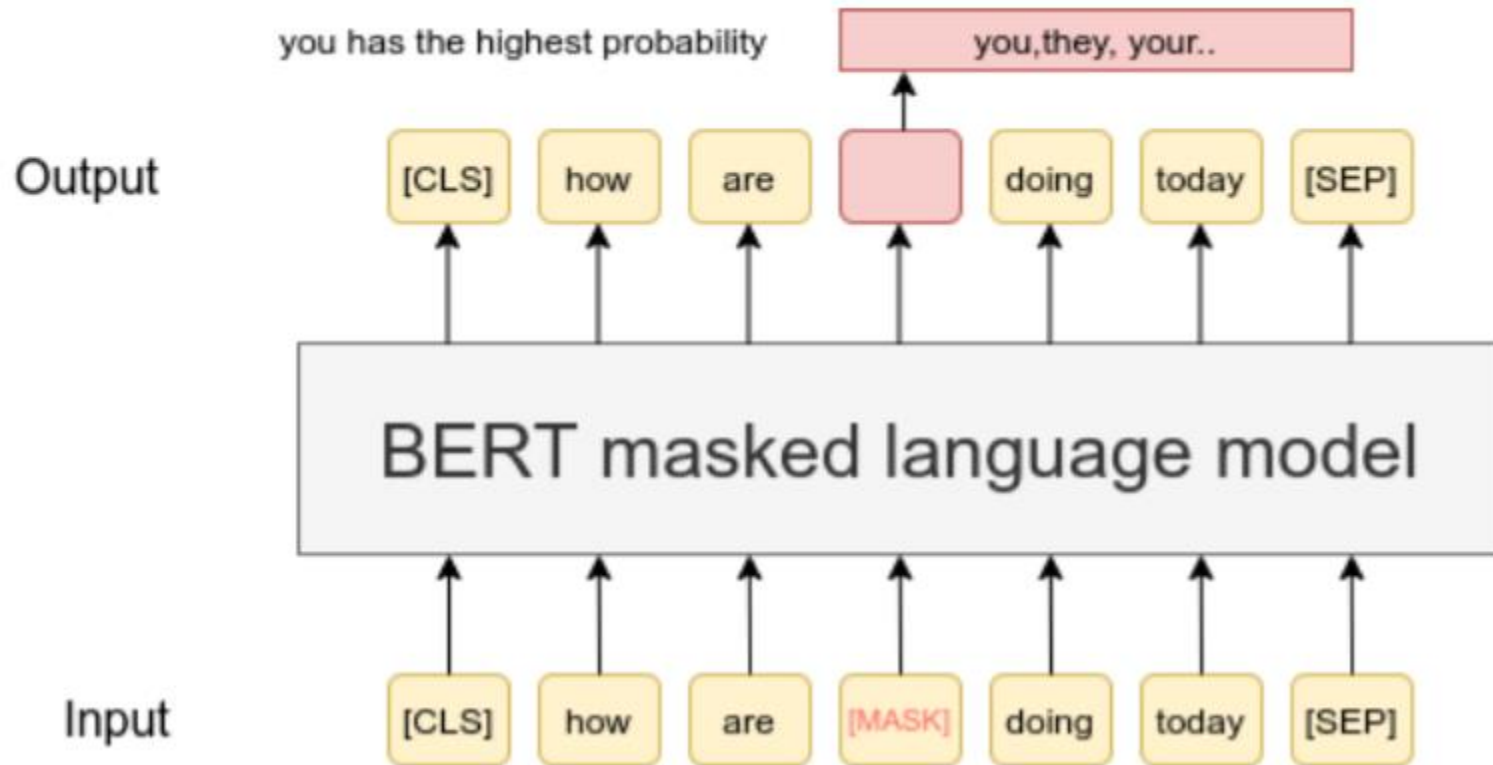 you has the highest probability you,they, your..
Output [CLS] how are doing today [SEP]
BERT masked language model
Input [CLS] how are [MASK] doing today [SEP]